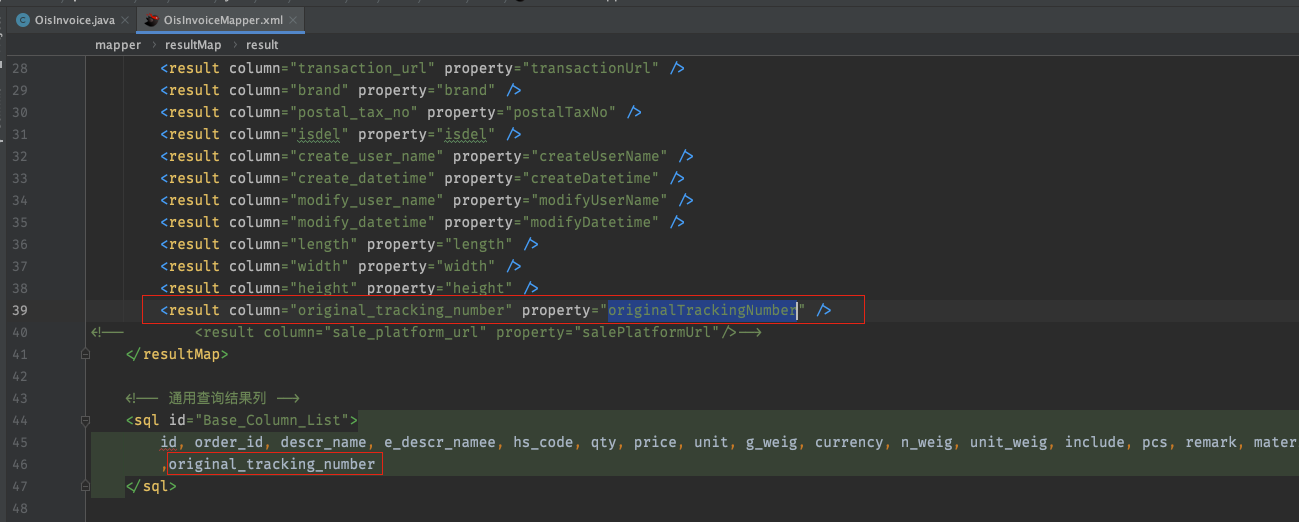 OisInvoice.java × OisInvoiceMapper.xml ×
mapper › resultMap › result
28 <result column="transaction_url" property="transactionUrl" />
29 <result column="brand" property="brand" />
30 <result column="postal_tax_no" property="postalTaxNo" />
31 <result column="isdel" property="isdel" />
32 <result column="create_user_name" property="createUserName" />
33 <result column="create_datetime" property="createDatetime" />
34 <result column="modify_user_name" property="modifyUserName" />
35 <result column="modify_datetime" property="modifyDatetime" />
36 <result column="length" property="length" />
37 <result column="width" property="width" />
38 <result column="height" property="height" />
39 <result column="original_tracking_number" property="originalTrackingNumber" />
40 <!-- <result column="sale_platform_url" property="salePlatformUrl"/>-->
41 </resultMap>
42
43 <!-- 通用查询结果列 -->
44 <sql id="Base_Column_List">
45 id, order_id, descr_name, e_descr_namee, hs_code, qty, price, unit, g_weig, currency, n_weig, unit_weig, include, pcs, remark, mater
46 ,original_tracking_number
47 </sql>
48